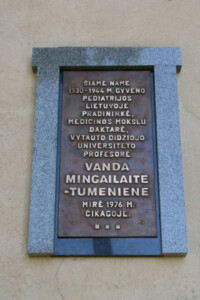 ŠIAME NAME
1930-1944 M. GYVENO
PEDIATRIJOS
LIETUVOJE
PRADININKĖ,
MEDICINOS MOKSLŲ
DAKTARĖ,
VYTAUTO DIDŽIOJO
UNIVERSITETO
PROFESORĖ
VANDA
MINGAILAITĖ
-TUMĖNIENĖ
MIRĖ 1976 M.
ČIKAGOJE